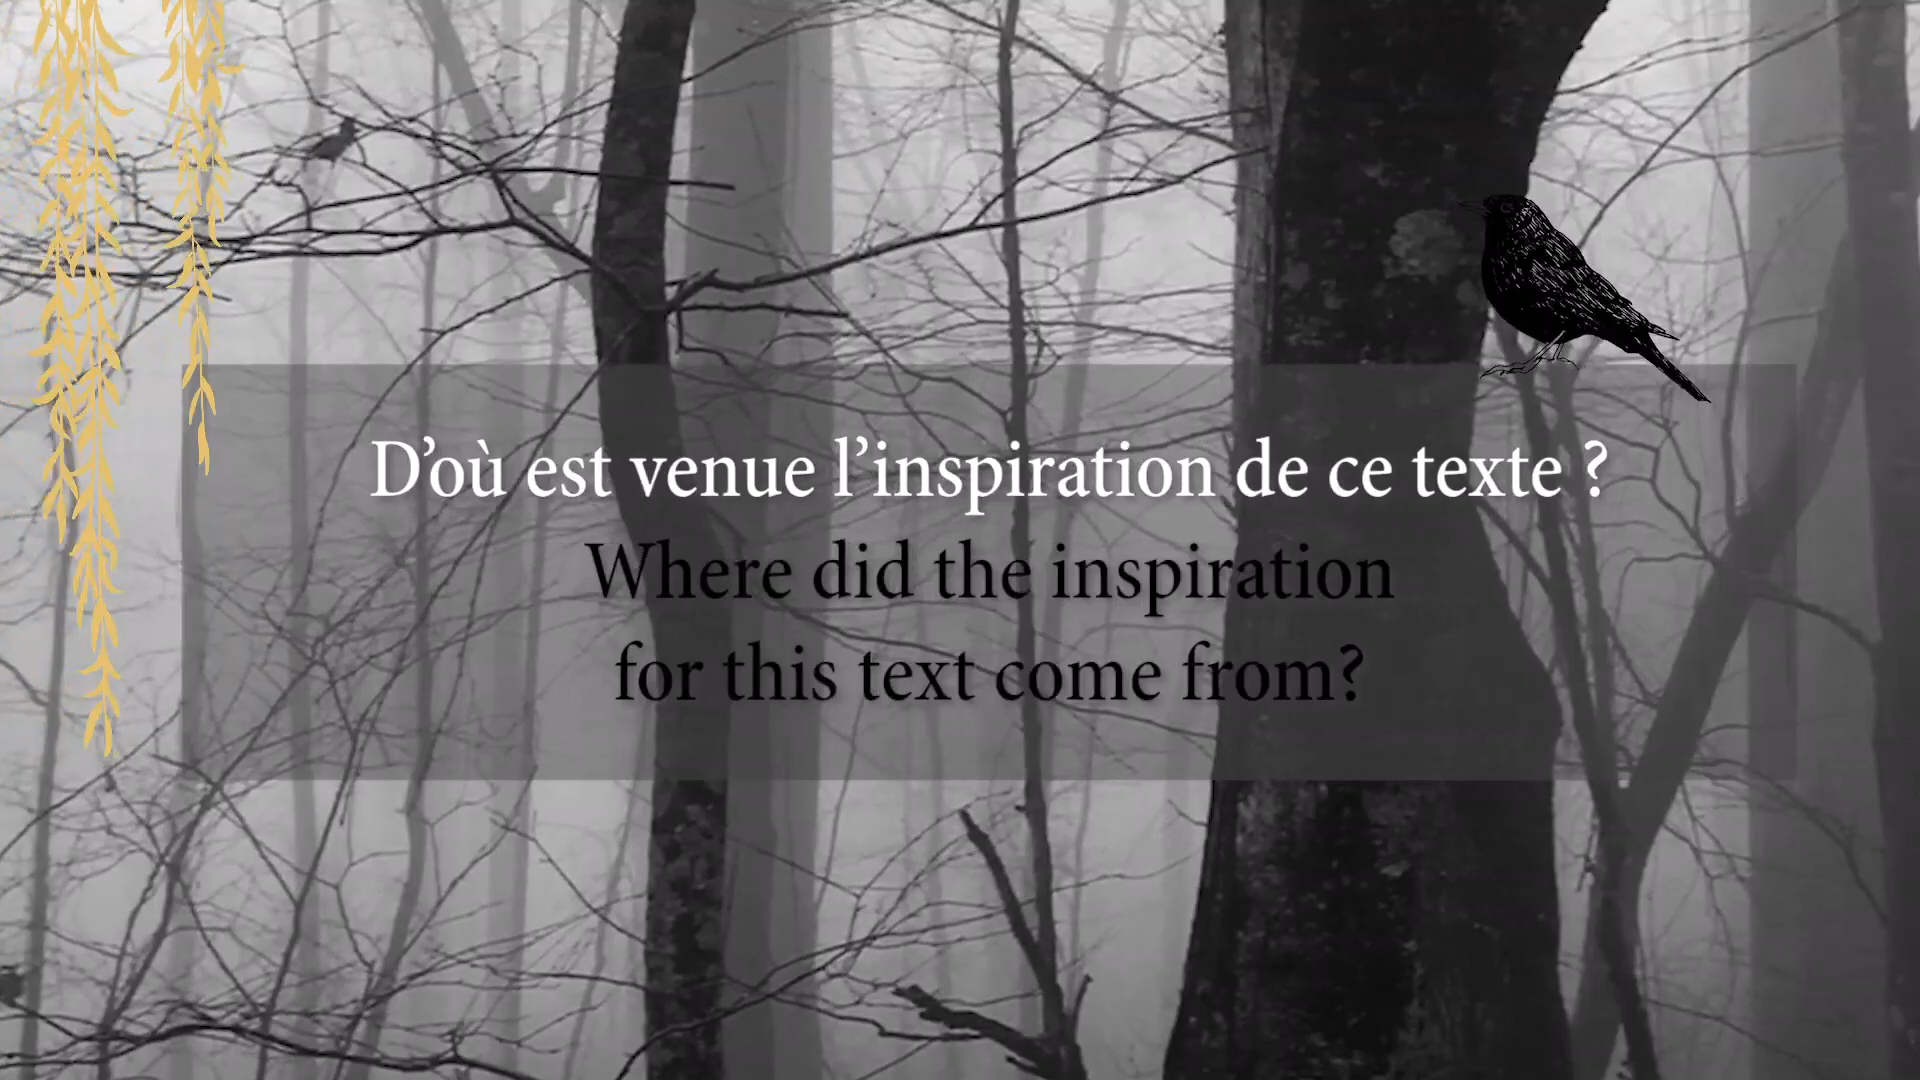 D’où est venue l’inspiration de ce texte ?
Where did the inspiration
for this text come from?